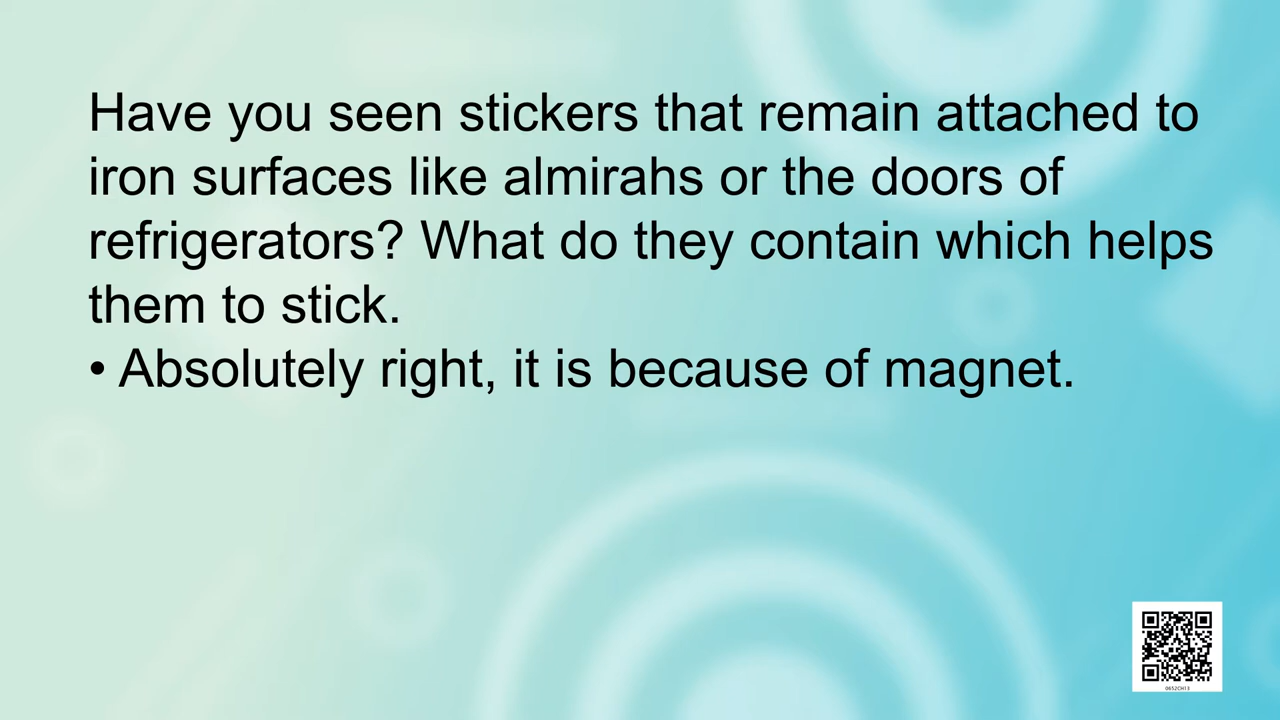 Have you seen stickers that remain attached to
iron surfaces like almirahs or the doors of
refrigerators? What do they contain which helps
them to stick.
• Absolutely right, it is because of magnet.
0652CH13